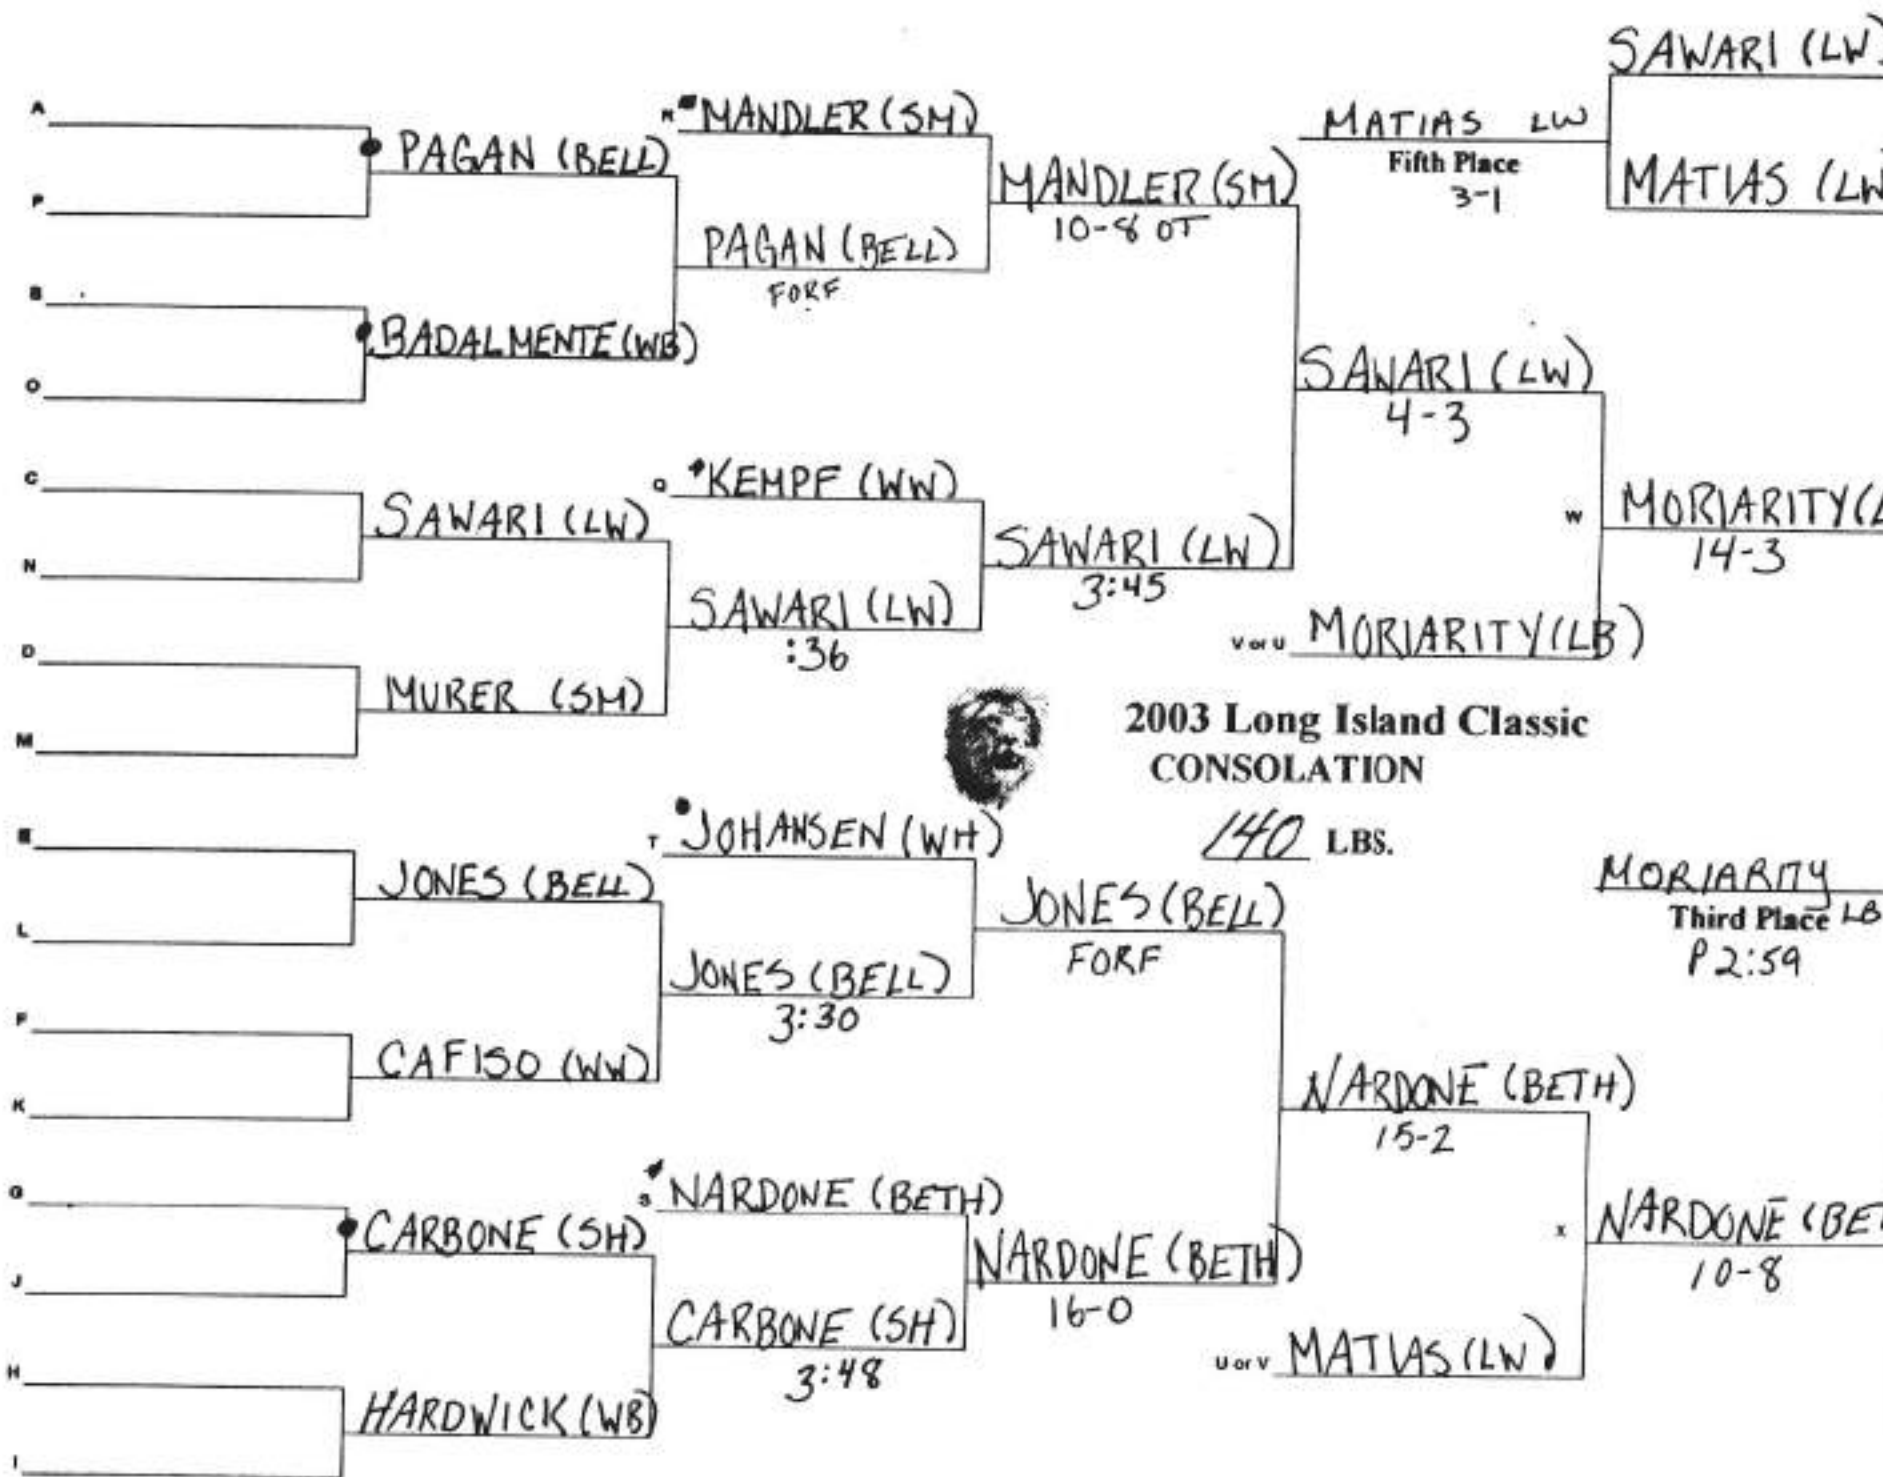 SAWARI (LW)
A
MANDLER (SM)
MATIAS LW
PAGAN (BELL)
Fifth Place
3-1
MANDLER (SM)
10-8 OT
MATIAS (LW
P
PAGAN (BELL)
FORF
B
BADALMENTE (WB)
O
SAWARI (LW)
4-3
C
Q KEMPF (WW)
SAWARI (LW)
W MORIARITY (L
14-3
N
SAWARI (LW)
3:45
SAWARI (LW)
:36
V or U MORIARITY (LB)
D
MURER (SM)
M
2003 Long Island Classic
CONSOLATION
140 LBS.
E
T JOHANSEN (WH)
JONES (BELL)
JONES (BELL)
FORF
MORIARITY LB
Third Place
P 2:59
L
JONES (BELL)
3:30
F
CAFISO (WW)
K
NARDONE (BETH)
15-2
G
S NARDONE (BETH)
CARBONE (SH)
X NARDONE (BET
10-8
J
NARDONE (BETH)
16-0
CARBONE (SH)
3:48
U or V MATIAS (LW)
H
HARDWICK (WB)
I